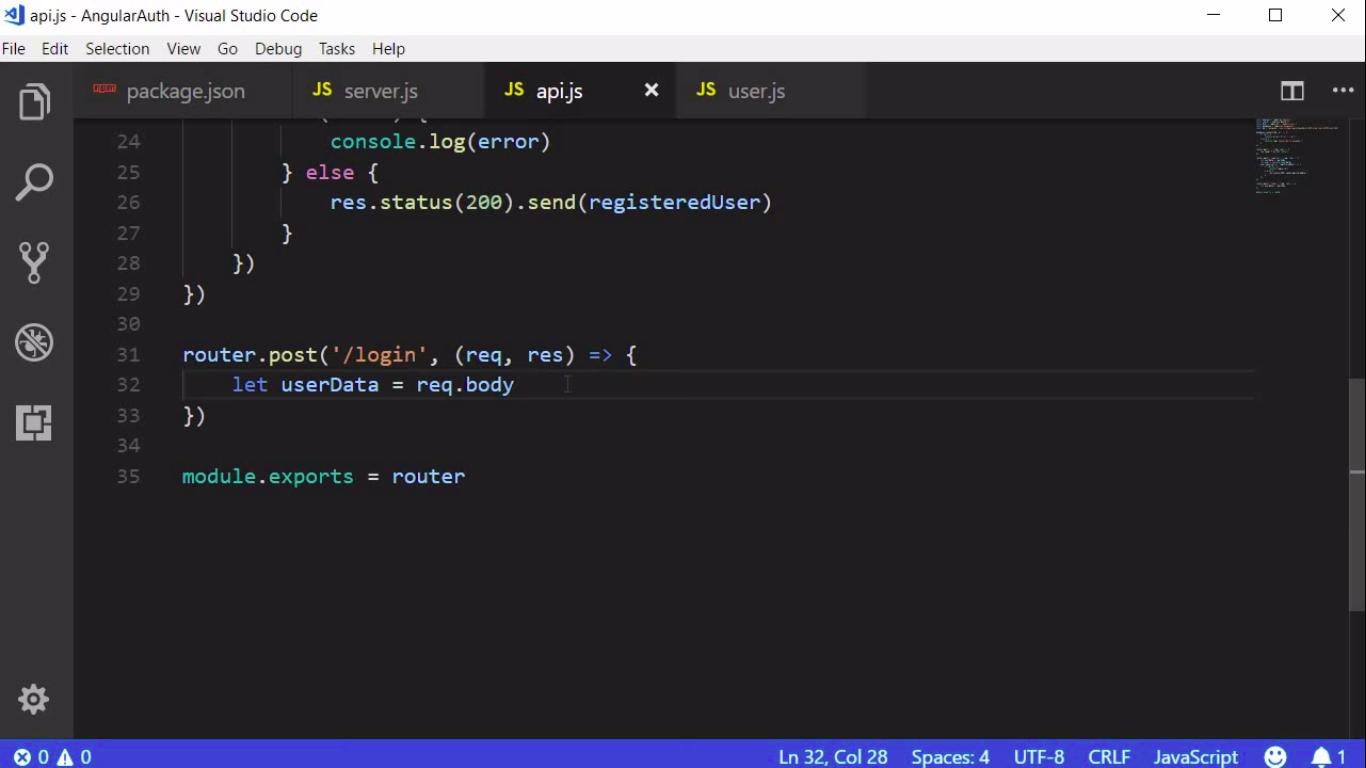 api.js - AngularAuth - Visual Studio Code
File Edit Selection View Go Debug Tasks Help
npm package.json JS server.js JS api.js JS user.js
24 console.log(error)
25 } else {
26 res.status(200).send(registeredUser)
27 }
28 })
29 })
30
31 router.post('/login', (req, res) => {
32 let userData = req.body
33 })
34
35 module.exports = router
0 0 Ln 32, Col 28 Spaces: 4 UTF-8 CRLF JavaScript 1